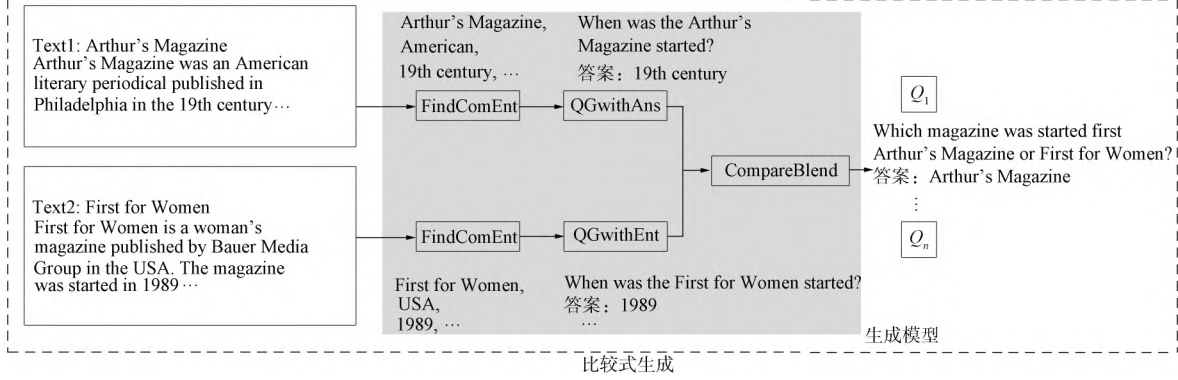 Text1: Arthur's Magazine
Arthur's Magazine was an American
literary periodical published in
Philadelphia in the 19th century…
Arthur's Magazine,
American,
19th century, …
When was the Arthur's
Magazine started?
答案：19th century
FindComEnt
QGwithAns
Text2: First for Women
First for Women is a woman's
magazine published by Bauer Media
Group in the USA. The magazine
was started in 1989…
FindComEnt
QGwithEnt
First for Women,
USA,
1989, …
When was the First for Women started?
答案：1989
…
CompareBlend
Q1
Which magazine was started first
Arthur's Magazine or First for Women?
答案：Arthur's Magazine
⋮
Qn
生成模型
比较式生成